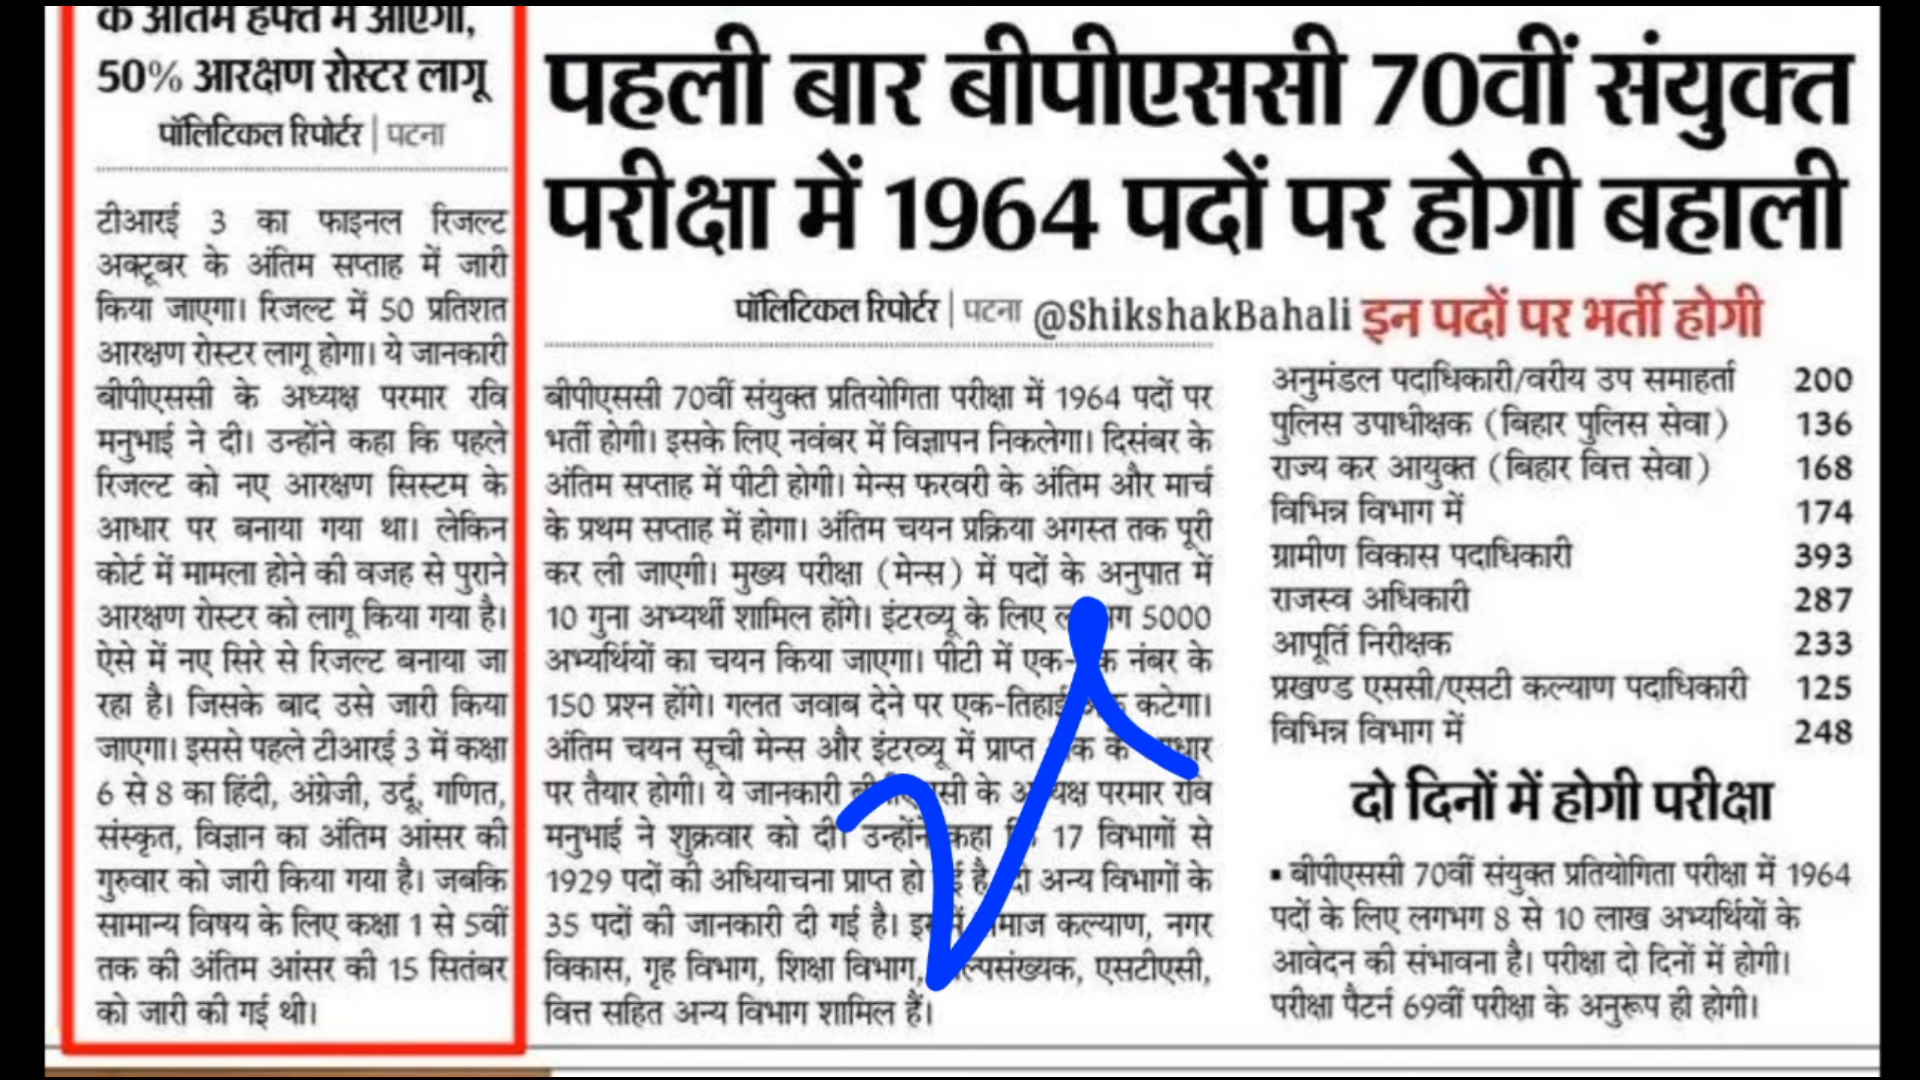 के अंतिम हफ्ते में आएगा,
50% आरक्षण रोस्टर लागू
पॉलिटिकल रिपोर्टर | पटना
टीआरई 3 का फाइनल रिजल्ट
अक्टूबर के अंतिम सप्ताह में जारी
किया जाएगा। रिजल्ट में 50 प्रतिशत
आरक्षण रोस्टर लागू होगा। ये जानकारी
बीपीएससी के अध्यक्ष परमार रवि
मनुभाई ने दी। उन्होंने कहा कि पहले
रिजल्ट को नए आरक्षण सिस्टम के
आधार पर बनाया गया था। लेकिन
कोर्ट में मामला होने की वजह से पुराने
आरक्षण रोस्टर को लागू किया गया है।
ऐसे में नए सिरे से रिजल्ट बनाया जा
रहा है। जिसके बाद उसे जारी किया
जाएगा। इससे पहले टीआरई 3 में कक्षा
6 से 8 का हिंदी, अंग्रेजी, उर्दू, गणित,
संस्कृत, विज्ञान का अंतिम आंसर की
गुरुवार को जारी किया गया है। जबकि
सामान्य विषय के लिए कक्षा 1 से 5वीं
तक की अंतिम आंसर की 15 सितंबर
को जारी की गई थी।
पहली बार बीपीएससी 70वीं संयुक्त
परीक्षा में 1964 पदों पर होगी बहाली
पॉलिटिकल रिपोर्टर | पटना @ShikshakBahali
बीपीएससी 70वीं संयुक्त प्रतियोगिता परीक्षा में 1964 पदों पर
भर्ती होगी। इसके लिए नवंबर में विज्ञापन निकलेगा। दिसंबर के
अंतिम सप्ताह में पीटी होगी। मेन्स फरवरी के अंतिम और मार्च
के प्रथम सप्ताह में होगा। अंतिम चयन प्रक्रिया अगस्त तक पूरी
कर ली जाएगी। मुख्य परीक्षा (मेन्स) में पदों के अनुपात में
10 गुना अभ्यर्थी शामिल होंगे। इंटरव्यू के लिए 5000
अभ्यर्थियों का चयन किया जाएगा। पीटी में नंबर के
150 प्रश्न होंगे। गलत जवाब देने पर एक-तिहाई कटेगा।
अंतिम चयन सूची मेन्स और इंटरव्यू में प्राप्त के
पर तैयार होगी। ये जानकारी के परमार रवि
मनुभाई ने शुक्रवार को दी। उन्होंने कहा 17 विभागों से
1929 पदों की अधियाचना प्राप्त हो अन्य विभागों के
35 पदों की जानकारी दी गई है। कल्याण, नगर
विकास, गृह विभाग, शिक्षा विभाग, एसटीएससी,
वित्त सहित अन्य विभाग शामिल हैं।
इन पदों पर भर्ती होगी
अनुमंडल पदाधिकारी/वरीय उप समाहर्ता 200
पुलिस उपाधीक्षक (बिहार पुलिस सेवा) 136
राज्य कर आयुक्त (बिहार वित्त सेवा) 168
विभिन्न विभाग में 174
ग्रामीण विकास पदाधिकारी 393
राजस्व अधिकारी 287
आपूर्ति निरीक्षक 233
प्रखण्ड एससी/एसटी कल्याण पदाधिकारी 125
विभिन्न विभाग में 248
दो दिनों में होगी परीक्षा
▪ बीपीएससी 70वीं संयुक्त प्रतियोगिता परीक्षा में 1964
पदों के लिए लगभग 8 से 10 लाख अभ्यर्थियों के
आवेदन की संभावना है। परीक्षा दो दिनों में होगी।
परीक्षा पैटर्न 69वीं परीक्षा के अनुरूप ही होगी।